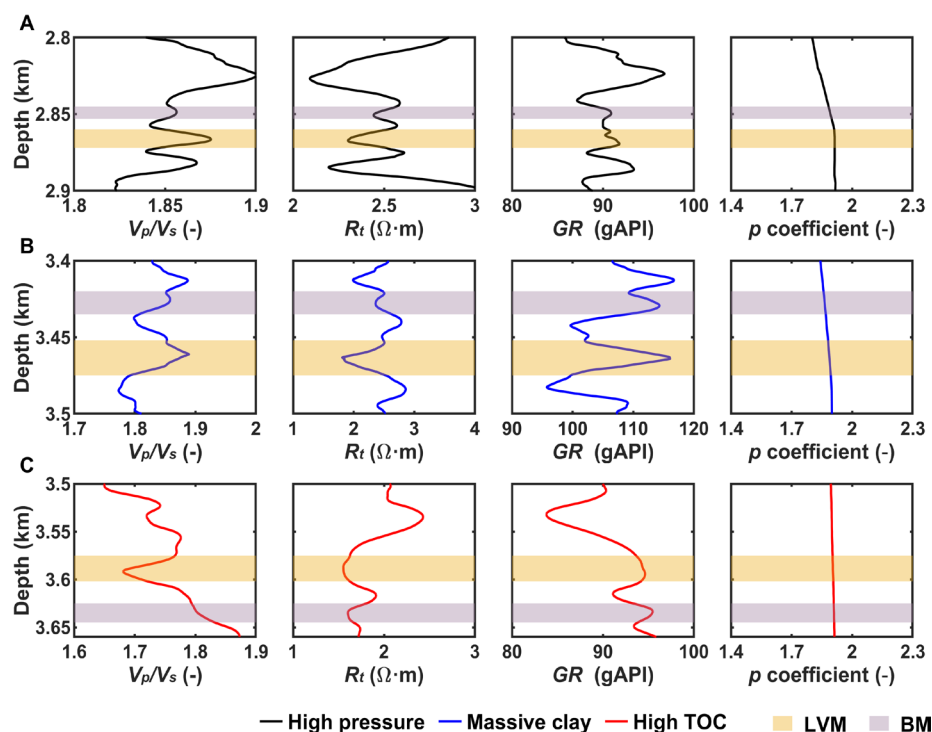 A
Depth (km)
2.8
2.85
2.9
1.8 1.85 1.9
2 2.5 3
80 90 100
1.4 1.7 2 2.3
Vp/Vs (-)
Rt (Ω·m)
GR (gAPI)
p coefficient (-)
B
Depth (km)
3.4
3.45
3.5
1.7 1.8 1.9 2
1 2 3 4
90 100 110 120
1.4 1.7 2 2.3
Vp/Vs (-)
Rt (Ω·m)
GR (gAPI)
p coefficient (-)
C
Depth (km)
3.5
3.55
3.6
3.65
1.6 1.7 1.8 1.9
1 2 3
80 90 100
1.4 1.7 2 2.3
Vp/Vs (-)
Rt (Ω·m)
GR (gAPI)
p coefficient (-)
High pressure Massive clay High TOC LVM BM